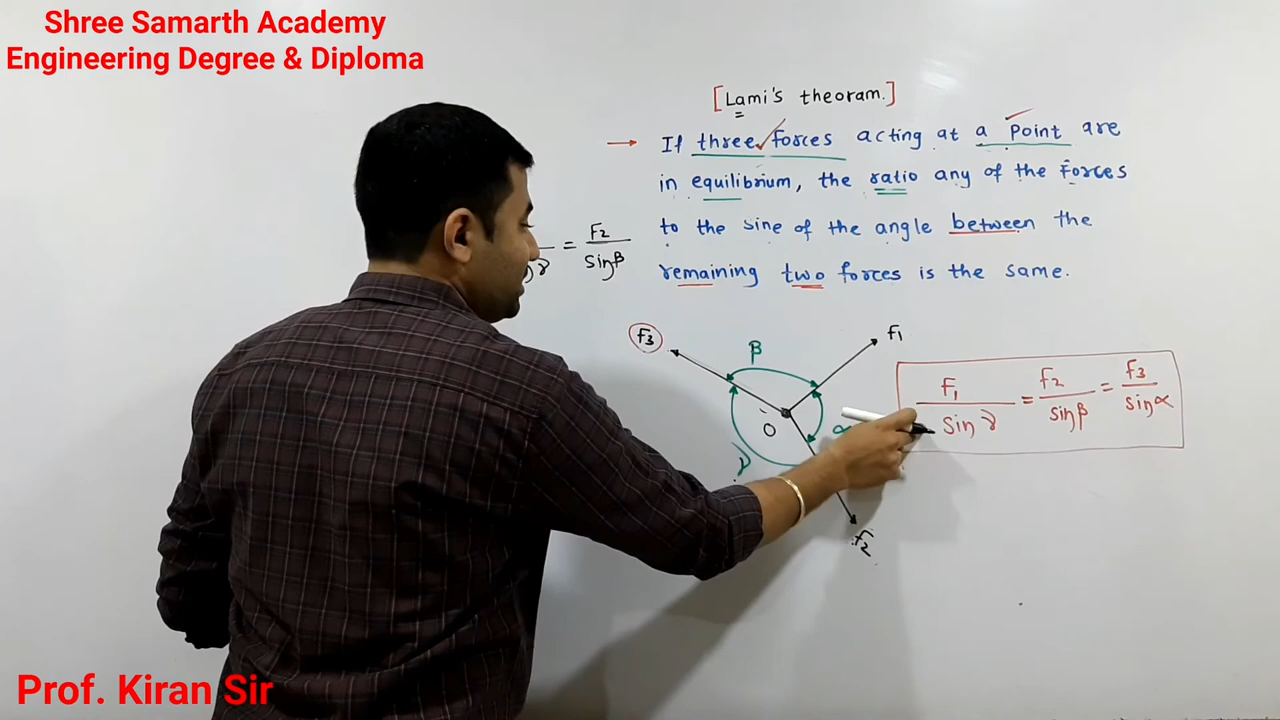 Shree Samarth Academy
Engineering Degree & Diploma
[Lami's theoram.]
→ If three forces acting at a point are
in equilibrium, the ratio any of the Forces
to the sine of the angle between the
remaining two forces is the same.
= F2 / sinβ
F3
β
F1
O
α
γ
F2
F1 / sin γ = F2 / sinβ = F3 / sinα
Prof. Kiran Sir